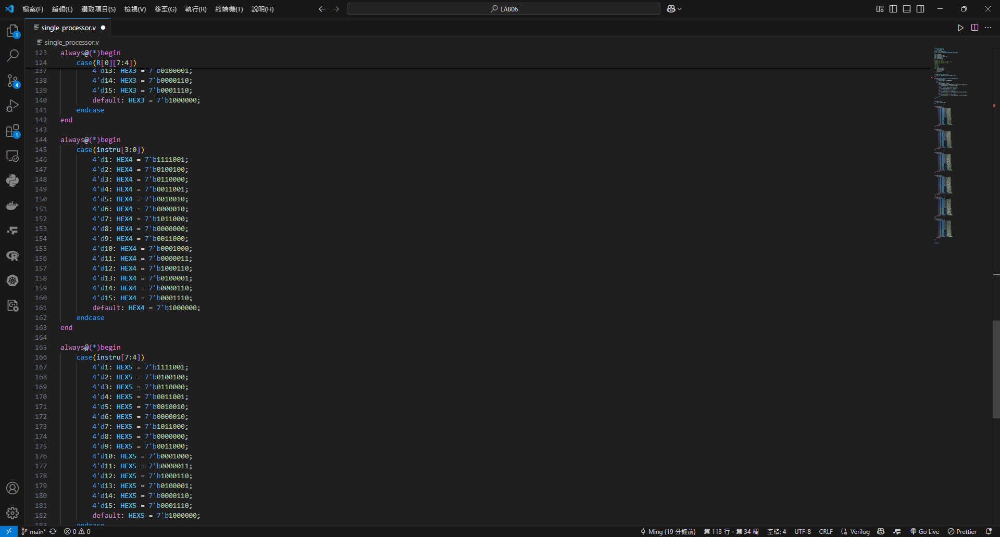 檔案(F) 編輯(E) 選取項目(S) 檢視(V) 移至(G) 執行(R) 終端機(T) 說明(H) LAB06
single_processor.v
single_processor.v
123 always@(*)begin
124 case(R[0][7:4])
137 4'd13: HEX3 = 7'b0100001;
138 4'd14: HEX3 = 7'b0000110;
139 4'd15: HEX3 = 7'b0001110;
140 default: HEX3 = 7'b1000000;
141 endcase
142 end
143
144 always@(*)begin
145 case(instru[3:0])
146 4'd1: HEX4 = 7'b1111001;
147 4'd2: HEX4 = 7'b0100100;
148 4'd3: HEX4 = 7'b0110000;
149 4'd4: HEX4 = 7'b0011001;
150 4'd5: HEX4 = 7'b0010010;
151 4'd6: HEX4 = 7'b0000010;
152 4'd7: HEX4 = 7'b1011000;
153 4'd8: HEX4 = 7'b0000000;
154 4'd9: HEX4 = 7'b0011000;
155 4'd10: HEX4 = 7'b0001000;
156 4'd11: HEX4 = 7'b0000011;
157 4'd12: HEX4 = 7'b1000110;
158 4'd13: HEX4 = 7'b0100001;
159 4'd14: HEX4 = 7'b0000110;
160 4'd15: HEX4 = 7'b0001110;
161 default: HEX4 = 7'b1000000;
162 endcase
163 end
164
165 always@(*)begin
166 case(instru[7:4])
167 4'd1: HEX5 = 7'b1111001;
168 4'd2: HEX5 = 7'b0100100;
169 4'd3: HEX5 = 7'b0110000;
170 4'd4: HEX5 = 7'b0011001;
171 4'd5: HEX5 = 7'b0010010;
172 4'd6: HEX5 = 7'b0000010;
173 4'd7: HEX5 = 7'b1011000;
174 4'd8: HEX5 = 7'b0000000;
175 4'd9: HEX5 = 7'b0011000;
176 4'd10: HEX5 = 7'b0001000;
177 4'd11: HEX5 = 7'b0000011;
178 4'd12: HEX5 = 7'b1000110;
179 4'd13: HEX5 = 7'b0100001;
180 4'd14: HEX5 = 7'b0000110;
181 4'd15: HEX5 = 7'b0001110;
182 default: HEX5 = 7'b1000000;
183 endcase
1
4
1
main* 0 0 Ming (19 分鐘前) 第 113 行，第 34 欄 空格: 4 UTF-8 CRLF Verilog Go Live Prettier